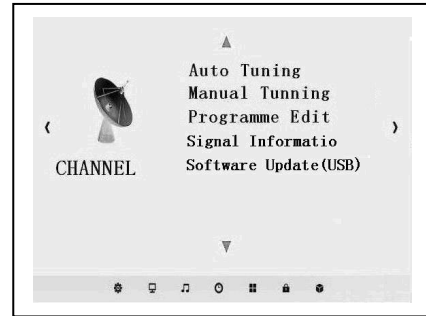 Auto Tuning
Manual Tunning
Programme Edit
Signal Informatio
CHANNEL
Software Update(USB)